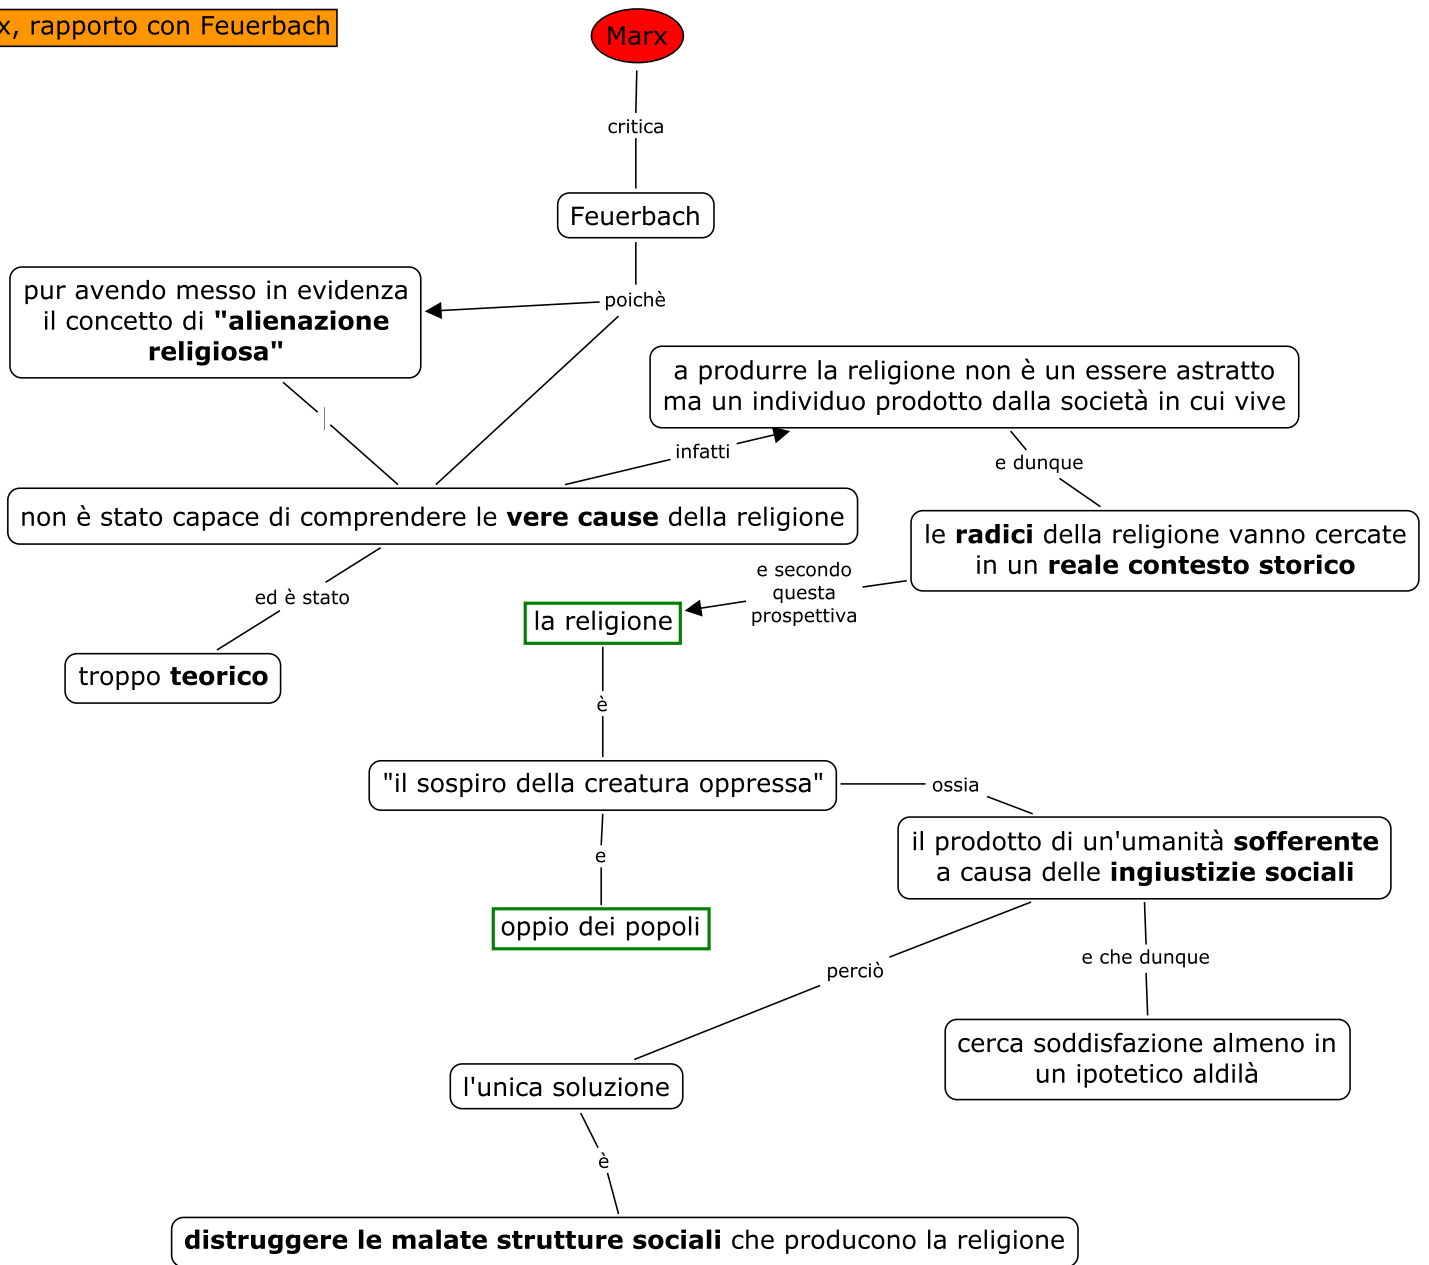 x, rapporto con Feuerbach
Marx
critica
Feuerbach
poichè
pur avendo messo in evidenza
il concetto di "alienazione
religiosa"
a produrre la religione non è un essere astratto
ma un individuo prodotto dalla società in cui vive
infatti
e dunque
non è stato capace di comprendere le vere cause della religione
le radici della religione vanno cercate
in un reale contesto storico
e secondo
questa
prospettiva
ed è stato
la religione
troppo teorico
è
"il sospiro della creatura oppressa"
ossia
il prodotto di un'umanità sofferente
a causa delle ingiustizie sociali
e
oppio dei popoli
perciò
e che dunque
cerca soddisfazione almeno in
un ipotetico aldilà
l'unica soluzione
è
distruggere le malate strutture sociali che producono la religione